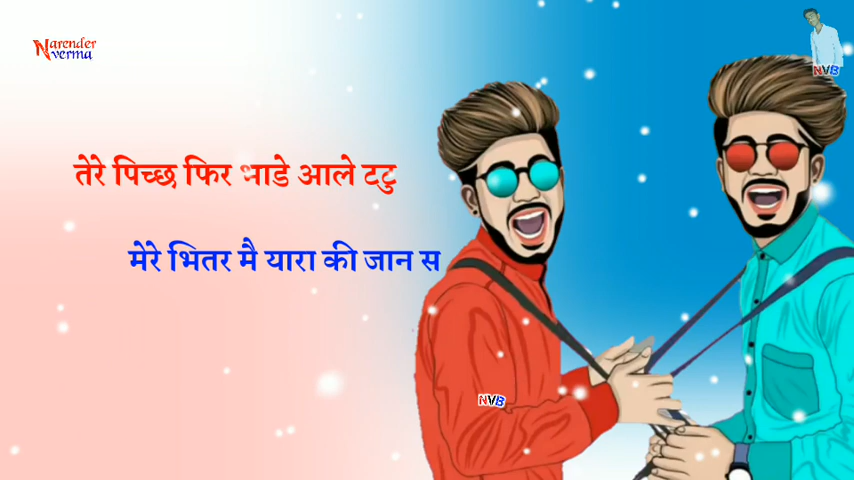 Narender
verma
NVB
तेरे पिच्छ फिर भाडे आले टटु
मेरे भितर मै यारा की जान स
NVB